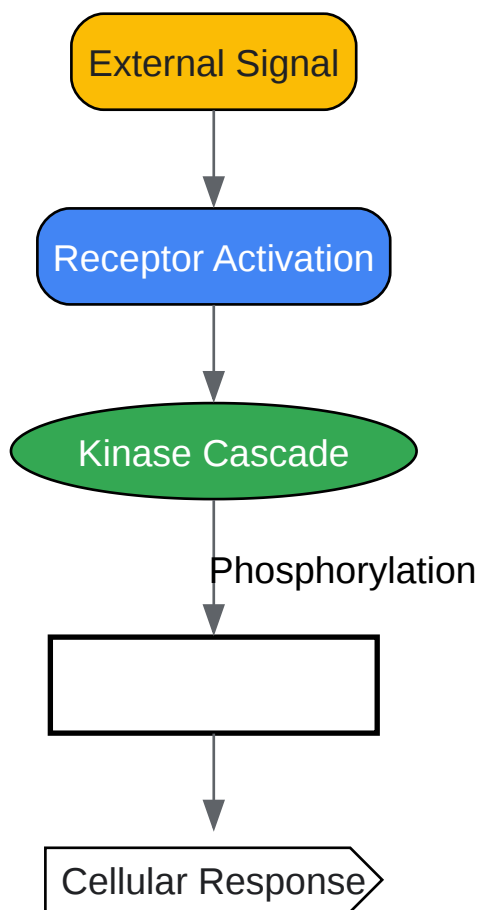 External Signal
Receptor Activation
Kinase Cascade
Phosphorylation
Cellular Response